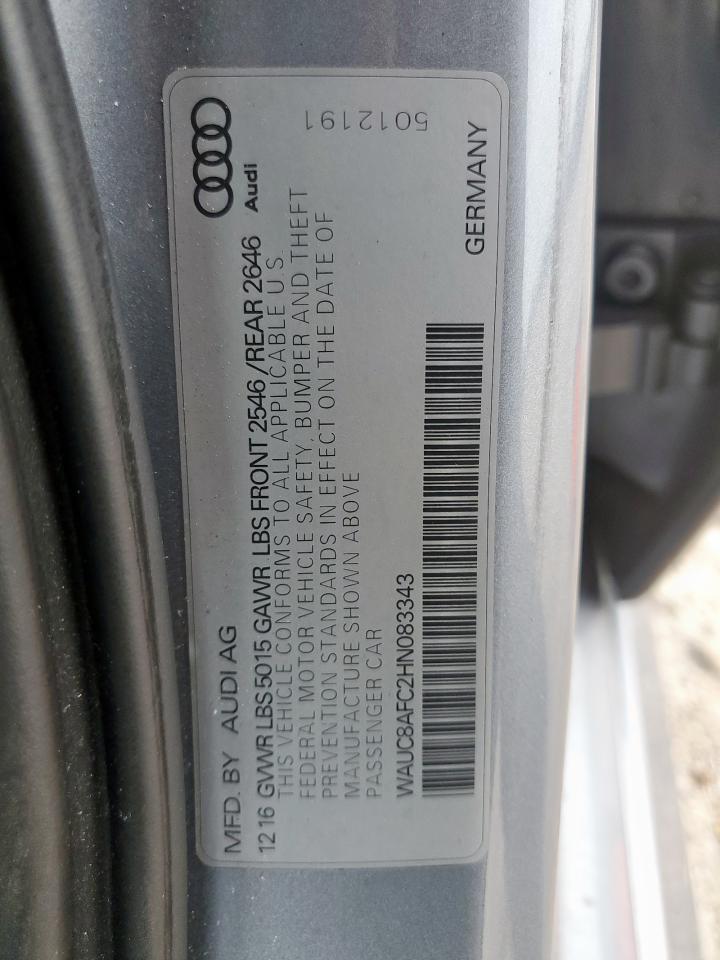 MFD. BY AUDI AG
Audi
12 16 GVWR LBS 5015 GAWR LBS FRONT 2546 / REAR 2646
THIS VEHICLE CONFORMS TO ALL APPLICABLE U.S.
FEDERAL MOTOR VEHICLE SAFETY, BUMPER AND THEFT
PREVENTION STANDARDS IN EFFECT ON THE DATE OF
MANUFACTURE SHOWN ABOVE
PASSENGER CAR
5012191
WAUC8AFC2HN083343
GERMANY